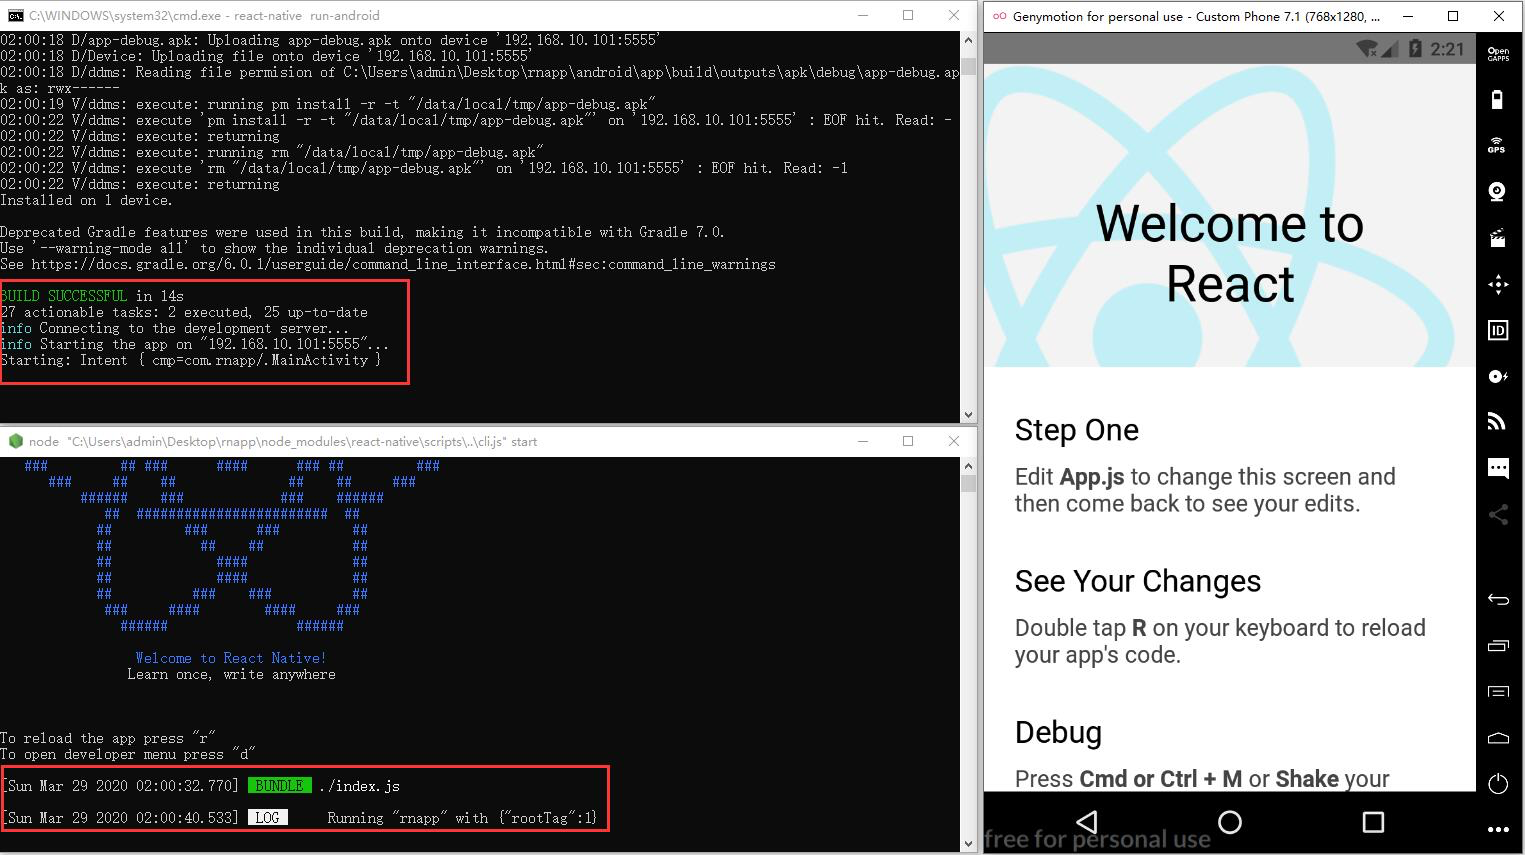 C:\WINDOWS\system32\cmd.exe - react-native  run-android
02:00:18 D/app-debug.apk: Uploading app-debug.apk onto device '192.168.10.101:5555'
02:00:18 D/Device: Uploading file onto device '192.168.10.101:5555'
02:00:18 D/ddms: Reading file permision of C:\Users\admin\Desktop\rnapp\android\app\build\outputs\apk\debug\app-debug.ap
k as: rwx------
02:00:19 V/ddms: execute: running pm install -r -t "/data/local/tmp/app-debug.apk"
02:00:22 V/ddms: execute 'pm install -r -t "/data/local/tmp/app-debug.apk"' on '192.168.10.101:5555' : EOF hit. Read: -
02:00:22 V/ddms: execute: returning
02:00:22 V/ddms: execute: running rm "/data/local/tmp/app-debug.apk"
02:00:22 V/ddms: execute 'rm "/data/local/tmp/app-debug.apk"' on '192.168.10.101:5555' : EOF hit. Read: -1
02:00:22 V/ddms: execute: returning
Installed on 1 device.
Deprecated Gradle features were used in this build, making it incompatible with Gradle 7.0.
Use '--warning-mode all' to show the individual deprecation warnings.
See https://docs.gradle.org/6.0.1/userguide/command_line_interface.html#sec:command_line_warnings
BUILD SUCCESSFUL in 14s
27 actionable tasks: 2 executed, 25 up-to-date
info Connecting to the development server...
info Starting the app on "192.168.10.101:5555"...
Starting: Intent { cmp=com.rnapp/.MainActivity }
node  "C:\Users\admin\Desktop\rnapp\node_modules\react-native\scripts\..\cli.js" start
Welcome to React Native!
Learn once, write anywhere
To reload the app press "r"
To open developer menu press "d"
[Sun Mar 29 2020 02:00:32.770] BUNDLE ./index.js
[Sun Mar 29 2020 02:00:40.533] LOG Running "rnapp" with {"rootTag":1}
Genymotion for personal use - Custom Phone 7.1 (768x1280, ...
2:21
Welcome to
React
Step One
Edit App.js to change this screen and
then come back to see your edits.
See Your Changes
Double tap R on your keyboard to reload
your app's code.
Debug
Press Cmd or Ctrl + M or Shake your
free for personal use
Open
GAPPS
GPS
ID